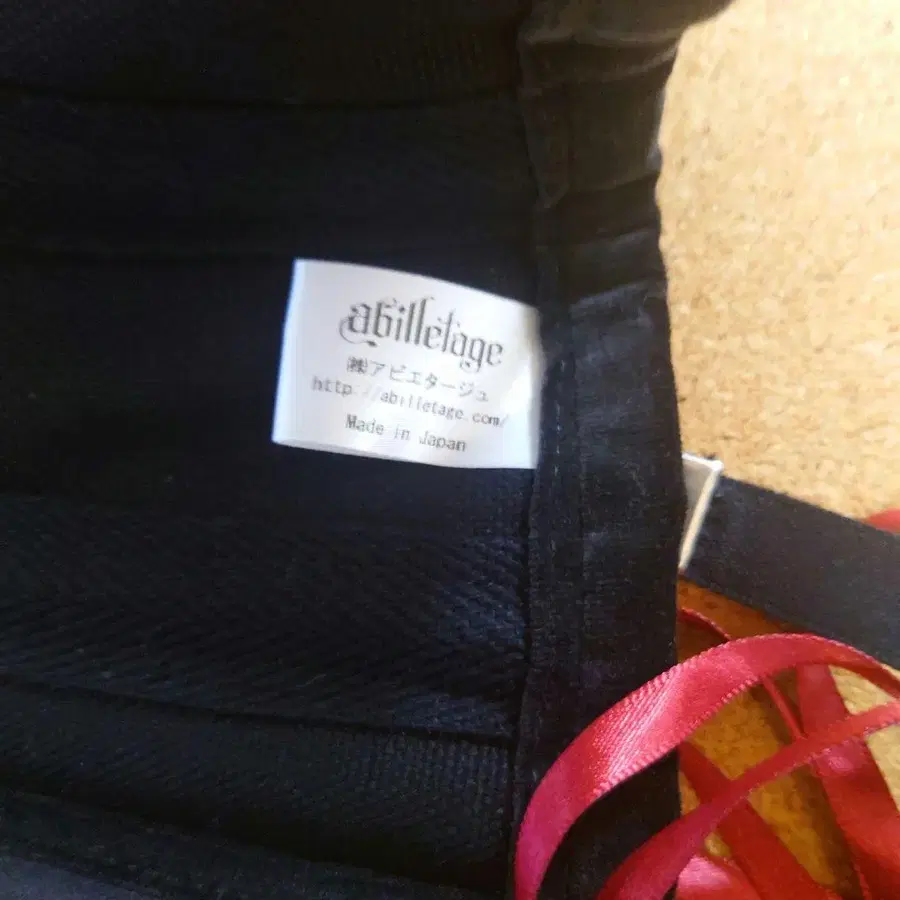 abilletage
㈱アビエタージュ
http://abilletage.com/
Made in Japan